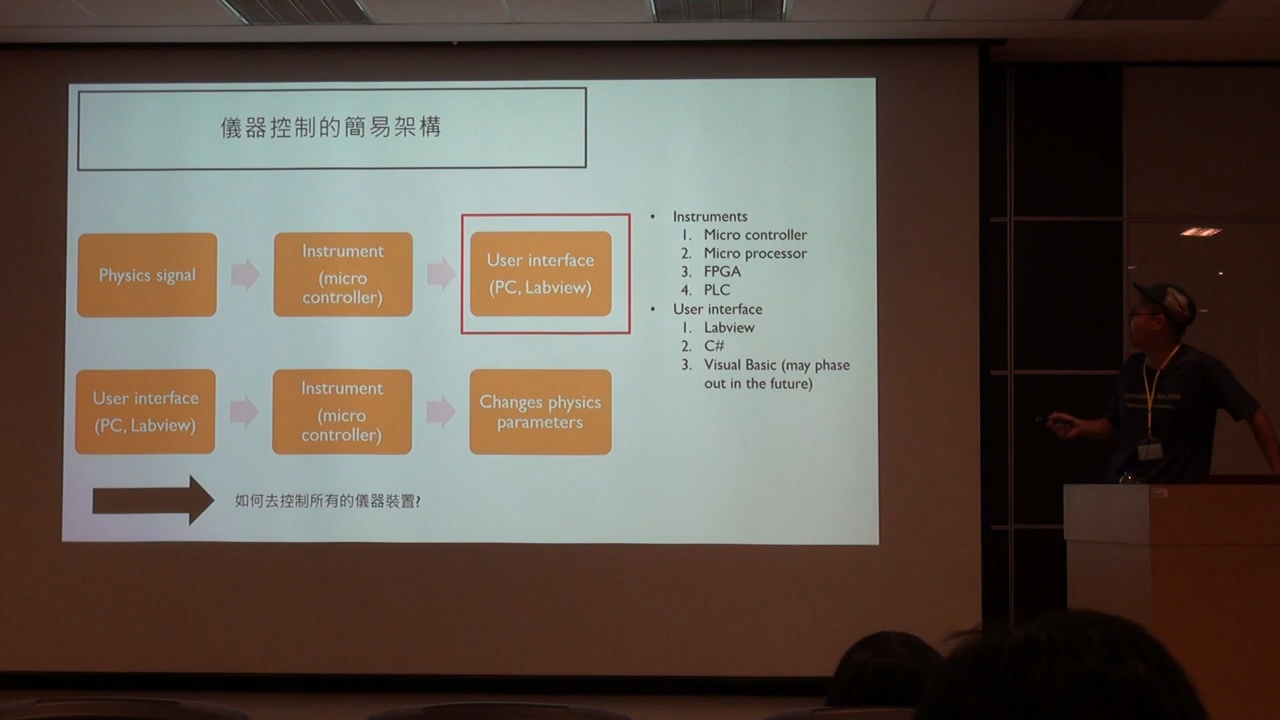 儀器控制的簡易架構
Physics signal
Instrument
(micro
controller)
User interface
(PC, Labview)
User interface
(PC, Labview)
Instrument
(micro
controller)
Changes physics
parameters
如何去控制所有的儀器裝置?
• Instruments
1. Micro controller
2. Micro processor
3. FPGA
4. PLC
• User interface
1. Labview
2. C#
3. Visual Basic (may phase
out in the future)